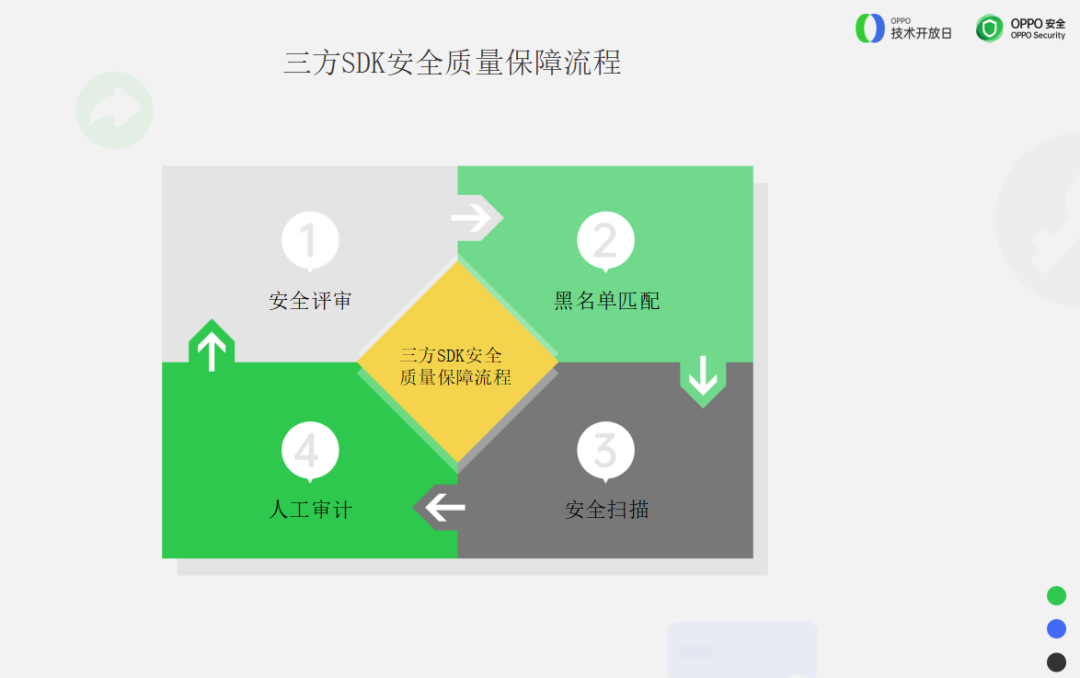 OPPO
技术开放日
OPPO 安全
OPPO Security
三方SDK安全质量保障流程
1
安全评审
2
黑名单匹配
三方SDK安全
质量保障流程
4
人工审计
3
安全扫描